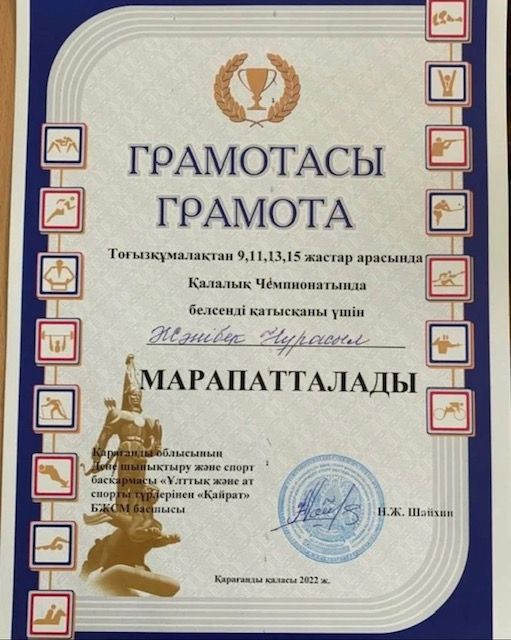 ГРАМОТАСЫ
ГРАМОТА
Тоғызқұмалақтан 9,11,13,15 жастар арасында
Қалалық Чемпионатында
белсенді қатысқаны үшін
Жәнібек Нұрасыл
МАРАПАТТАЛАДЫ
Қарағанды облысының
Дене шынықтыру және спорт
басқармасы «Ұлттық және ат
спорты түрлерінен «Қайрат»
БЖСМ басшысы
Н.Ж. Шайхин
Қарағанды қаласы 2022 ж.